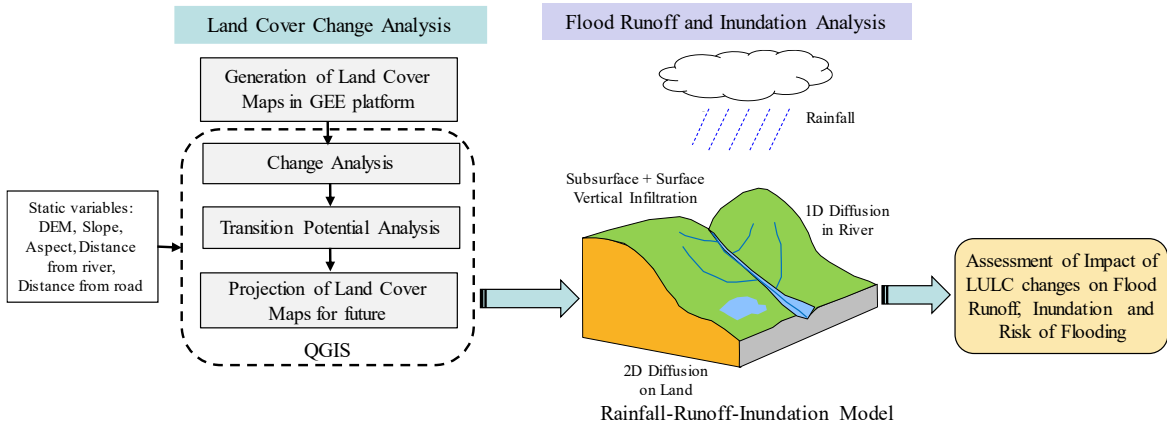 Land Cover Change Analysis
Flood Runoff and Inundation Analysis
Generation of Land Cover
Maps in GEE platform
Change Analysis
Transition Potential Analysis
Projection of Land Cover
Maps for future
QGIS
Static variables:
DEM, Slope,
Aspect, Distance
from river,
Distance from road
Rainfall
Subsurface + Surface
Vertical Infiltration
1D Diffusion
in River
2D Diffusion
on Land
Rainfall-Runoff-Inundation Model
Assessment of Impact of
LULC changes on Flood
Runoff, Inundation and
Risk of Flooding